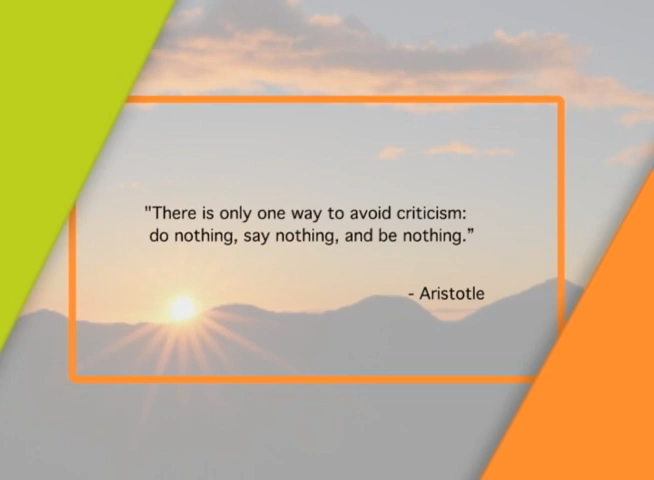 "There is only one way to avoid criticism:
do nothing, say nothing, and be nothing.”
- Aristotle